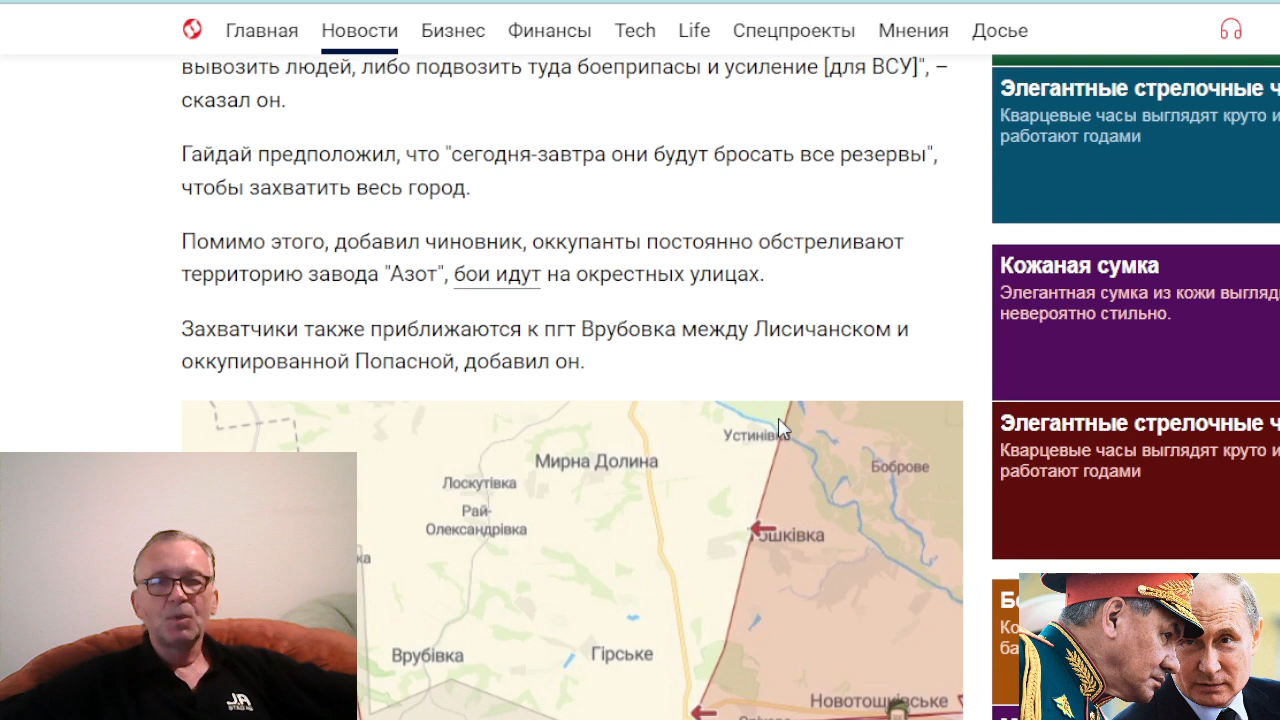 Главная Новости Бизнес Финансы Tech Life Спецпроекты Мнения Досье
вывозить людей, либо подвозить туда боеприпасы и усиление [для ВСУ]", –
сказал он.
Гайдай предположил, что "сегодня-завтра они будут бросать все резервы",
чтобы захватить весь город.
Помимо этого, добавил чиновник, оккупанты постоянно обстреливают
территорию завода "Азот", бои идут на окрестных улицах.
Захватчики также приближаются к пгт Врубовка между Лисичанском и
оккупированной Попасной, добавил он.
Мирна Долина
Боброве
Лоскутівка
Рай-
Олександрівка
Тошківка
Врубівка
Гірське
Новотошківське
Элегантные стрелочные ч
Кварцевые часы выглядят круто и
работают годами
Кожаная сумка
Элегантная сумка из кожи выгляд
невероятно стильно.
Элегантные стрелочные ч
Кварцевые часы выглядят круто и
работают годами
JA